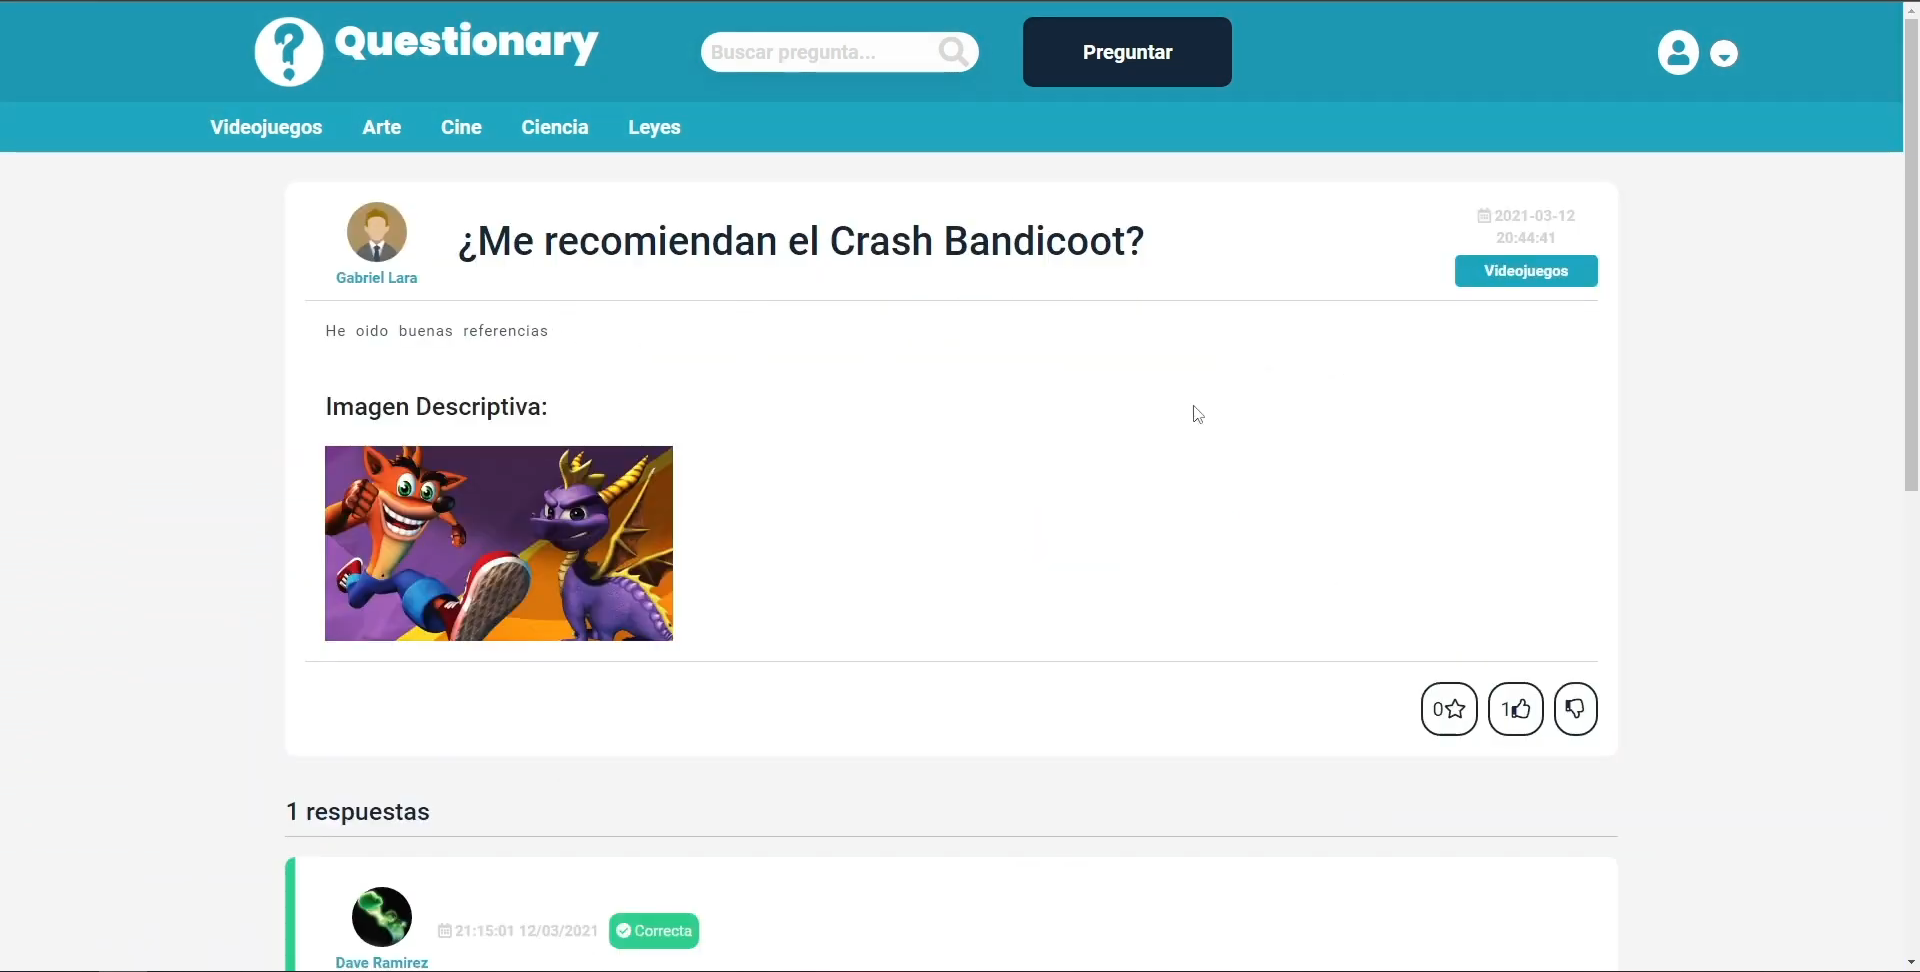 Questionary
Buscar pregunta...
Preguntar
Videojuegos Arte Cine Ciencia Leyes
¿Me recomiendan el Crash Bandicoot?
Gabriel Lara
2021-03-12
20:44:41
Videojuegos
He oido buenas referencias
Imagen Descriptiva:
0
1
1 respuestas
21:15:01 12/03/2021
Correcta
Dave Ramirez